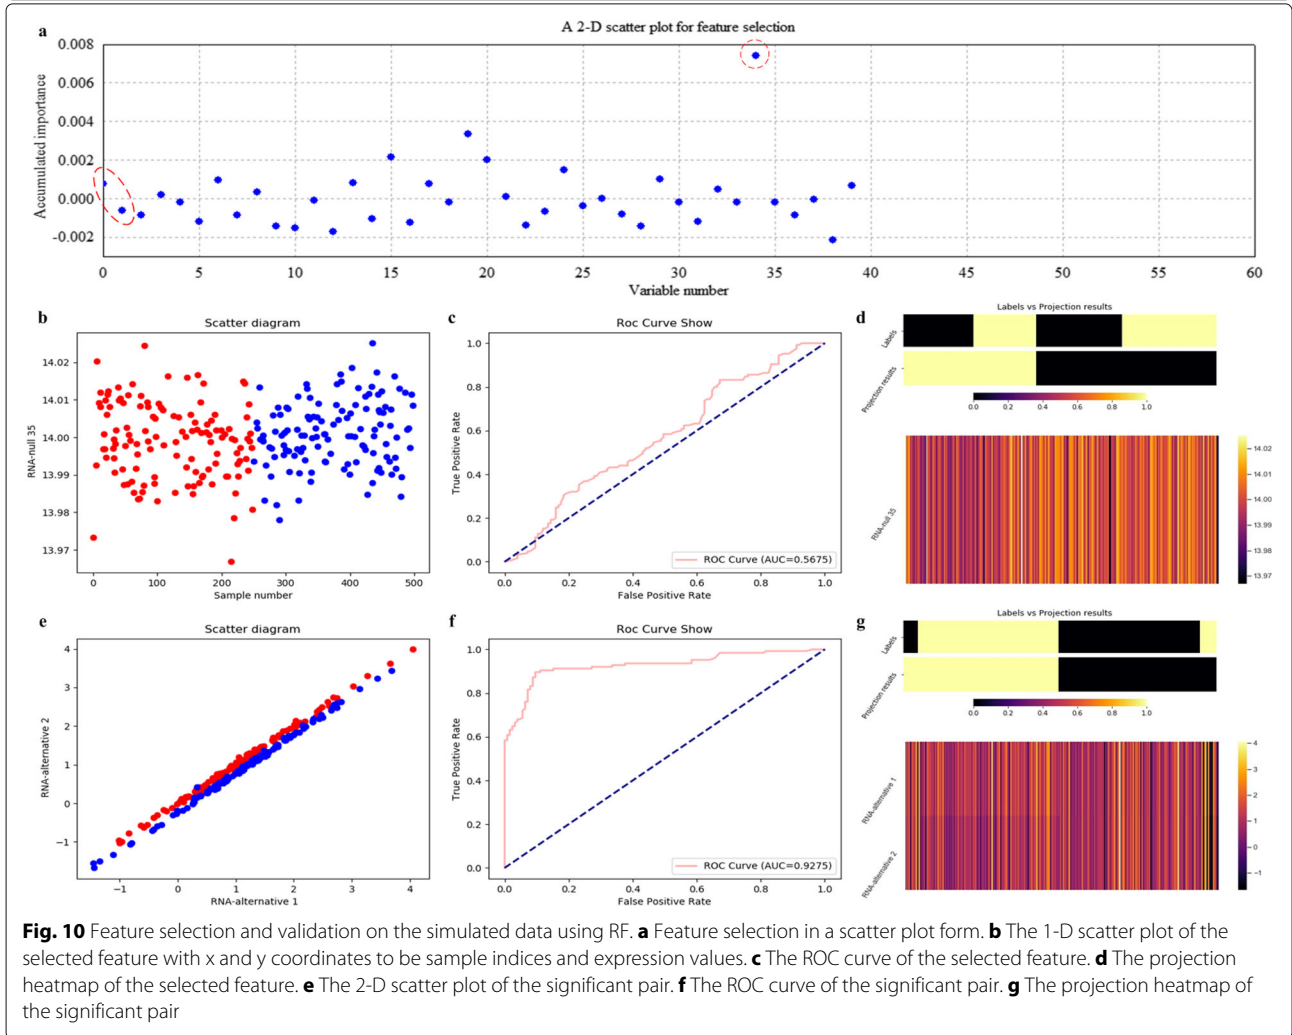 a
A 2-D scatter plot for feature selection
Accumulated importance
0.008
0.006
0.004
0.002
0.000
-0.002
0 5 10 15 20 25 30 35 40 45 50 55 60
Variable number
b
Scatter diagram
RNA-null 35
14.02
14.01
14.00
13.99
13.98
13.97
0 100 200 300 400 500
Sample number
c
Roc Curve Show
True Positive Rate
1.0
0.8
0.6
0.4
0.2
0.0
ROC Curve (AUC=0.5675)
0.0 0.2 0.4 0.6 0.8 1.0
False Positive Rate
d
Labels vs Projection results
Labels
Projection results
0.0 0.2 0.4 0.6 0.8 1.0
RNA-null 35
14.02
14.01
14.00
13.99
13.98
13.97
e
Scatter diagram
RNA-alternative 2
4
3
2
1
0
−1
−1 0 1 2 3 4
RNA-alternative 1
f
Roc Curve Show
True Positive Rate
1.0
0.8
0.6
0.4
0.2
0.0
ROC Curve (AUC=0.9275)
0.0 0.2 0.4 0.6 0.8 1.0
False Positive Rate
g
Labels vs Projection results
Labels
Projection results
0.0 0.2 0.4 0.6 0.8 1.0
RNA-alternative 1
RNA-alternative 2
4
3
2
1
0
−1
Fig. 10 Feature selection and validation on the simulated data using RF. a Feature selection in a scatter plot form. b The 1-D scatter plot of the
selected feature with x and y coordinates to be sample indices and expression values. c The ROC curve of the selected feature. d The projection
heatmap of the selected feature. e The 2-D scatter plot of the significant pair. f The ROC curve of the significant pair. g The projection heatmap of
the significant pair